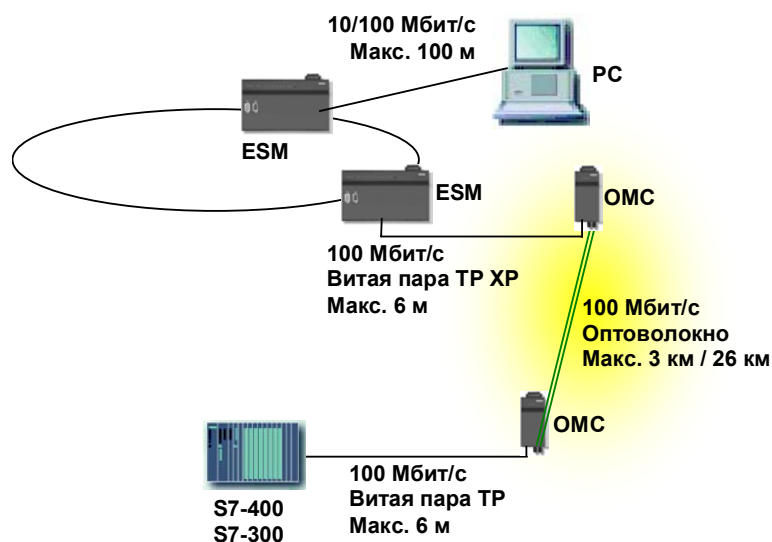 10/100 Мбит/с
Макс. 100 м
PC
ESM
ESM
OMC
100 Мбит/с
Витая пара TP XP
Макс. 6 м
100 Мбит/с
Оптоволокно
Макс. 3 км / 26 км
OMC
100 Мбит/с
Витая пара TP
Макс. 6 м
S7-400
S7-300